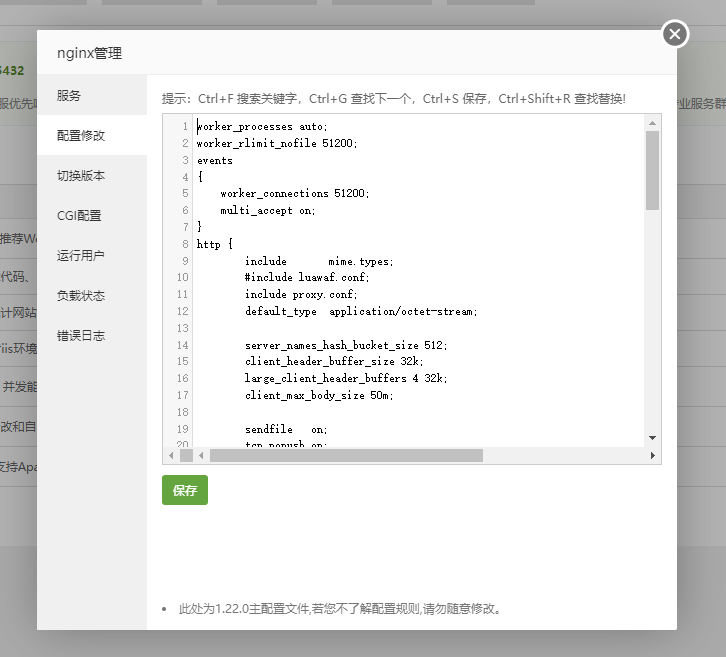 nginx管理
5432
服务
配置修改
切换版本
CGI配置
运行用户
负载状态
错误日志
提示：Ctrl+F 搜索关键字，Ctrl+G 查找下一个，Ctrl+S 保存，Ctrl+Shift+R 查找替换!
1 worker_processes auto;
2 worker_rlimit_nofile 51200;
3 events
4 {
5 worker_connections 51200;
6 multi_accept on;
7 }
8 http {
9 include mime.types;
10 #include luawaf.conf;
11 include proxy.conf;
12 default_type application/octet-stream;
13
14 server_names_hash_bucket_size 512;
15 client_header_buffer_size 32k;
16 large_client_header_buffers 4 32k;
17 client_max_body_size 50m;
18
19 sendfile on;
20 tcp_nopush on;
保存
此处为1.22.0主配置文件,若您不了解配置规则,请勿随意修改。
服优先
业服务群
推荐W
代码、
计网站
iis环境
并发能
改和自
支持Apa